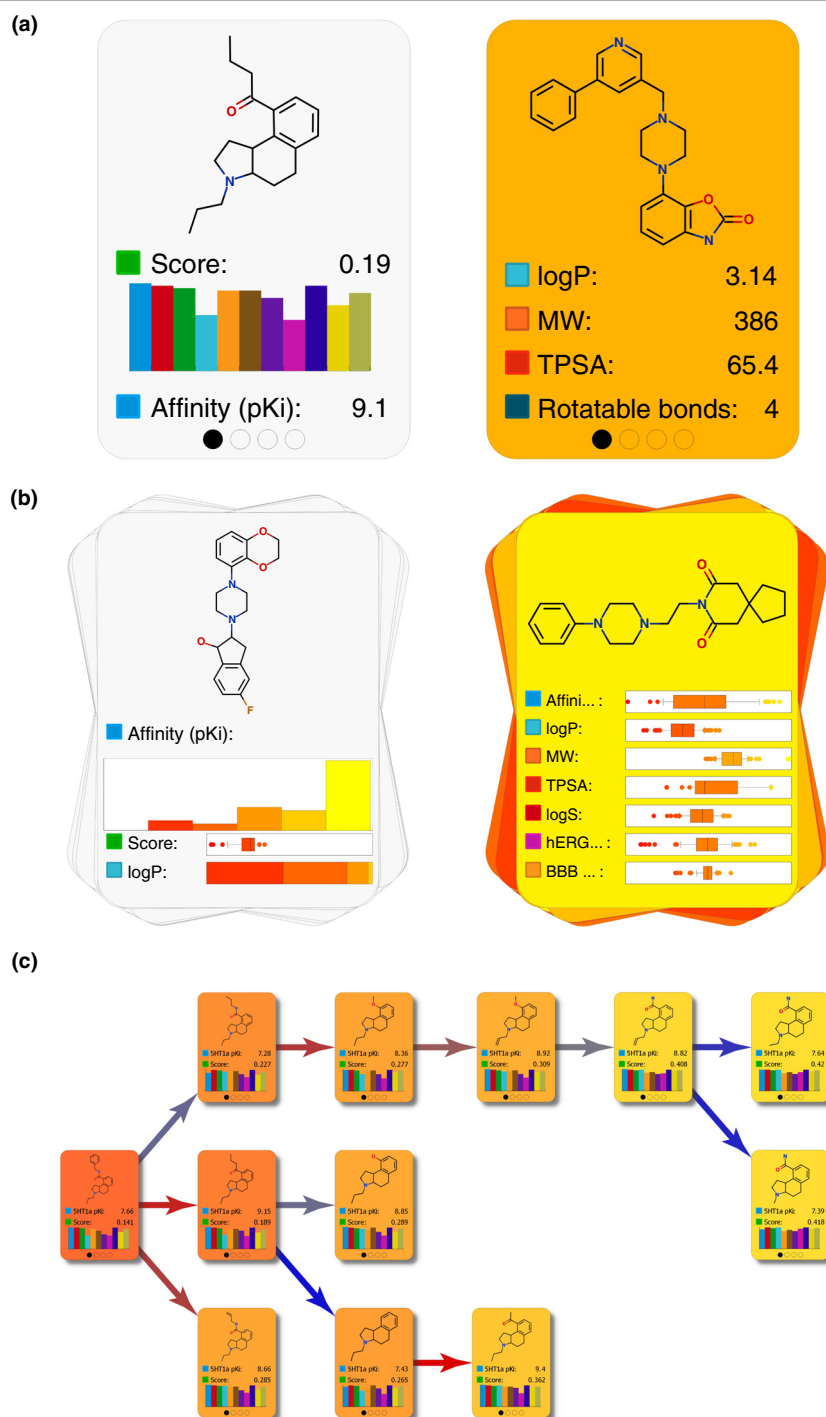 (a)
N
O
N
N
N
N
O
O
N
Score: 0.19
Affinity (pKi): 9.1
logP: 3.14
MW: 386
TPSA: 65.4
Rotatable bonds: 4
(b)
O
O
N
N
O
F
Affinity (pKi):
Score:
logP:
O
N
N
N
O
Affini... :
logP:
MW:
TPSA:
logS:
hERG... :
BBB ... :
(c)
5HT1a pKi: 7.28
Score: 0.227
5HT1a pKi: 8.36
Score: 0.277
5HT1a pKi: 8.92
Score: 0.309
5HT1a pKi: 8.82
Score: 0.408
5HT1a pKi: 7.64
Score: 0.42
5HT1a pKi: 7.66
Score: 0.141
5HT1a pKi: 9.15
Score: 0.189
5HT1a pKi: 8.85
Score: 0.289
5HT1a pKi: 7.39
Score: 0.418
5HT1a pKi: 8.66
Score: 0.285
5HT1a pKi: 7.43
Score: 0.265
5HT1a pKi: 9.4
Score: 0.362